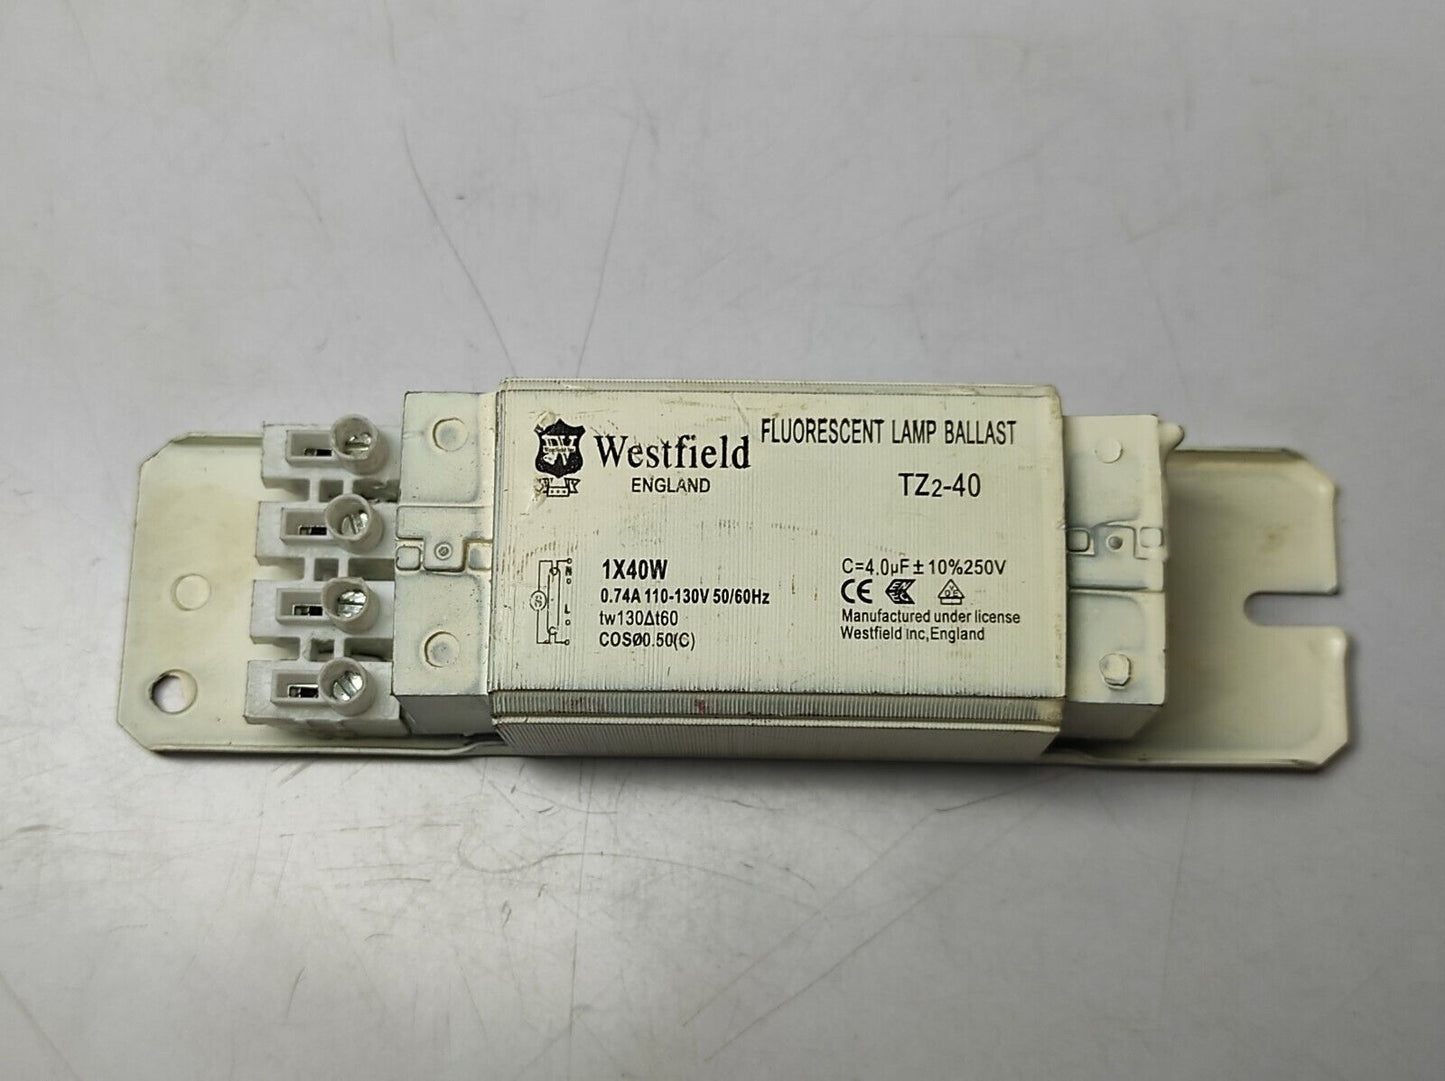 Westfield
ENGLAND
FLUORESCENT LAMP BALLAST
TZ2-40
1X40W
0.74A 110-130V 50/60Hz
tw130Δt60
COSØ0.50(C)
N
L
S
C=4.0µF±10%250V
CE
Manufactured under license
Westfield inc,England